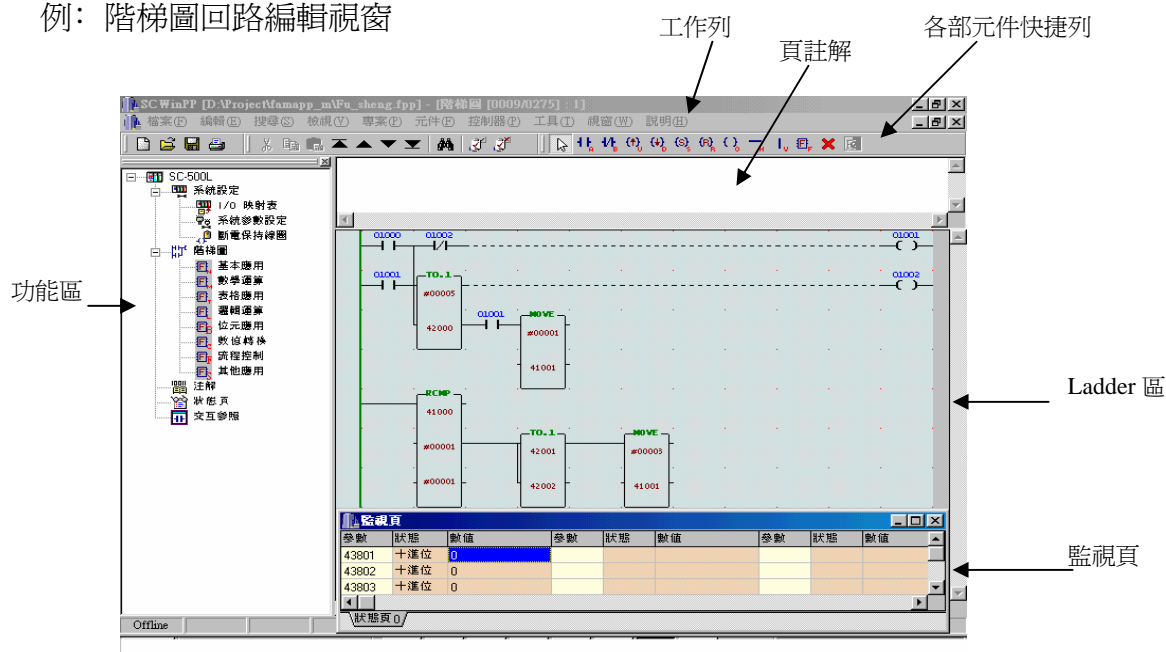 例：階梯圖回路編輯視窗
工作列
各部元件快捷列
頁註解
SC WinPP [D:\Project\famapp_m\Fu_zheng.fpp] - [階梯圖 [0009/0275] : 1]
檔案(F) 編輯(E) 搜尋(S) 檢視(V) 專案(P) 元件(F) 控制器(P) 工具(T) 視窗(W) 說明(H)
SC-500L
系統設定
I/O 映射表
系統參數設定
斷電保持線圈
階梯圖
基本應用
數學運算
表格應用
邏輯運算
位元應用
數值轉換
流程控制
其他應用
注解
狀態頁
交互參照
功能區
01000 01002 01001
01001 T0.1 01002
#00005
01001 MOVE
42000 #00001
41001
RCMP
41000
T0.1 MOVE
#00001 42001 #00003
#00001 42002 41001
Ladder 區
監視頁
參數 狀態 數值 參數 狀態 數值 參數 狀態 數值
43801 十進位 0
43802 十進位 0
43803 十進位 0
狀態頁 0
監視頁
Offline